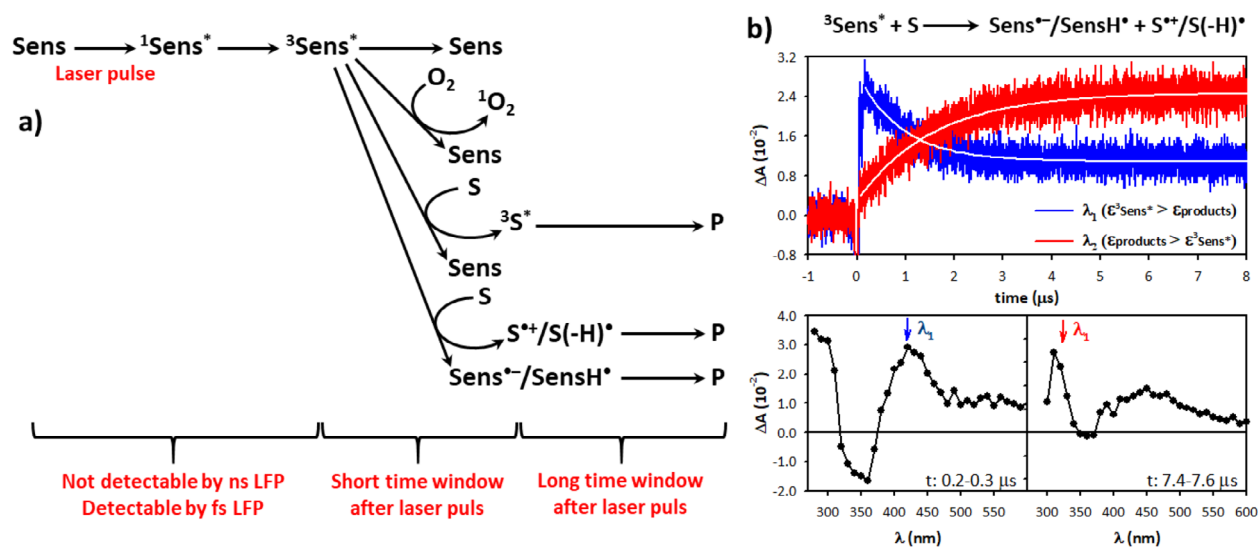 a)
Sens → ¹Sens* → ³Sens* → Sens
Laser pulse
O₂
¹O₂
Sens
S
³S* → P
Sens
S
S•⁺/S(-H)• → P
Sens•⁻/SensH• → P
Not detectable by ns LFP
Detectable by fs LFP
Short time window
after laser puls
Long time window
after laser puls
b)
³Sens* + S → Sens•⁻/SensH• + S•⁺/S(-H)•
ΔA (10⁻²)
3.2
2.4
1.6
0.8
0.0
-0.8
λ₁ (ε³Sens* > εproducts)
λ₂ (εproducts > ε³Sens*)
-1 0 1 2 3 4 5 6 7 8
time (μs)
ΔA (10⁻²)
4.0
3.0
2.0
1.0
0.0
-1.0
-2.0
λ₁
t: 0.2-0.3 μs
300 350 400 450 500 550
λ (nm)
λ₁
t: 7.4-7.6 μs
300 350 400 450 500 550 600
λ (nm)